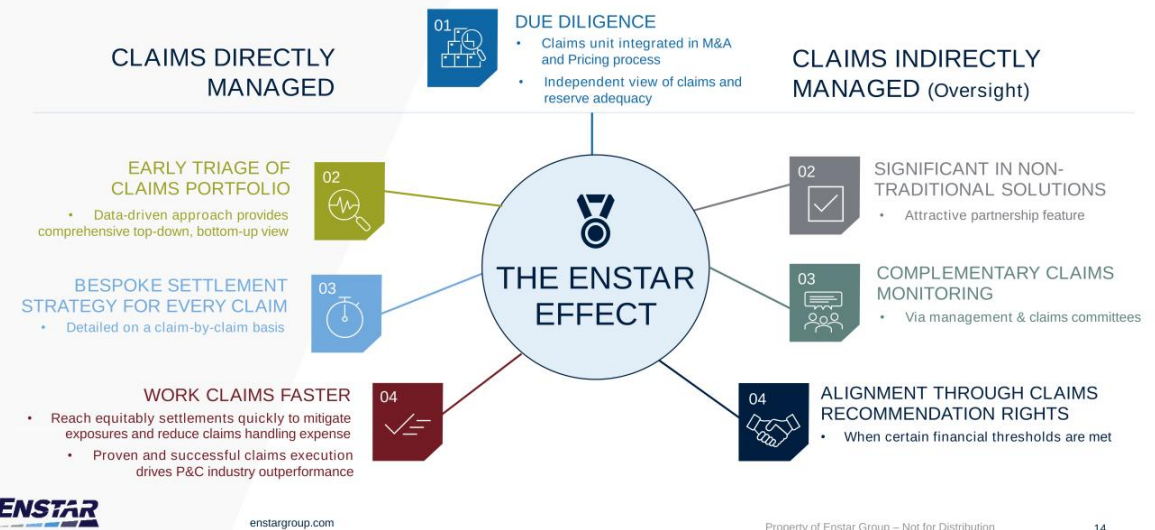 01
DUE DILIGENCE
• Claims unit integrated in M&A
and Pricing process
• Independent view of claims and
reserve adequacy
CLAIMS DIRECTLY
MANAGED
CLAIMS INDIRECTLY
MANAGED (Oversight)
EARLY TRIAGE OF
CLAIMS PORTFOLIO
• Data-driven approach provides
comprehensive top-down, bottom-up view
02
BESPOKE SETTLEMENT
STRATEGY FOR EVERY CLAIM
• Detailed on a claim-by-claim basis
03
WORK CLAIMS FASTER
• Reach equitably settlements quickly to mitigate
exposures and reduce claims handling expense
• Proven and successful claims execution
drives P&C industry outperformance
04
THE ENSTAR
EFFECT
02
SIGNIFICANT IN NON-
TRADITIONAL SOLUTIONS
• Attractive partnership feature
03
COMPLEMENTARY CLAIMS
MONITORING
• Via management & claims committees
04
ALIGNMENT THROUGH CLAIMS
RECOMMENDATION RIGHTS
• When certain financial thresholds are met
ENSTAR
enstargroup.com
Property of Enstar Group – Not for Distribution
14